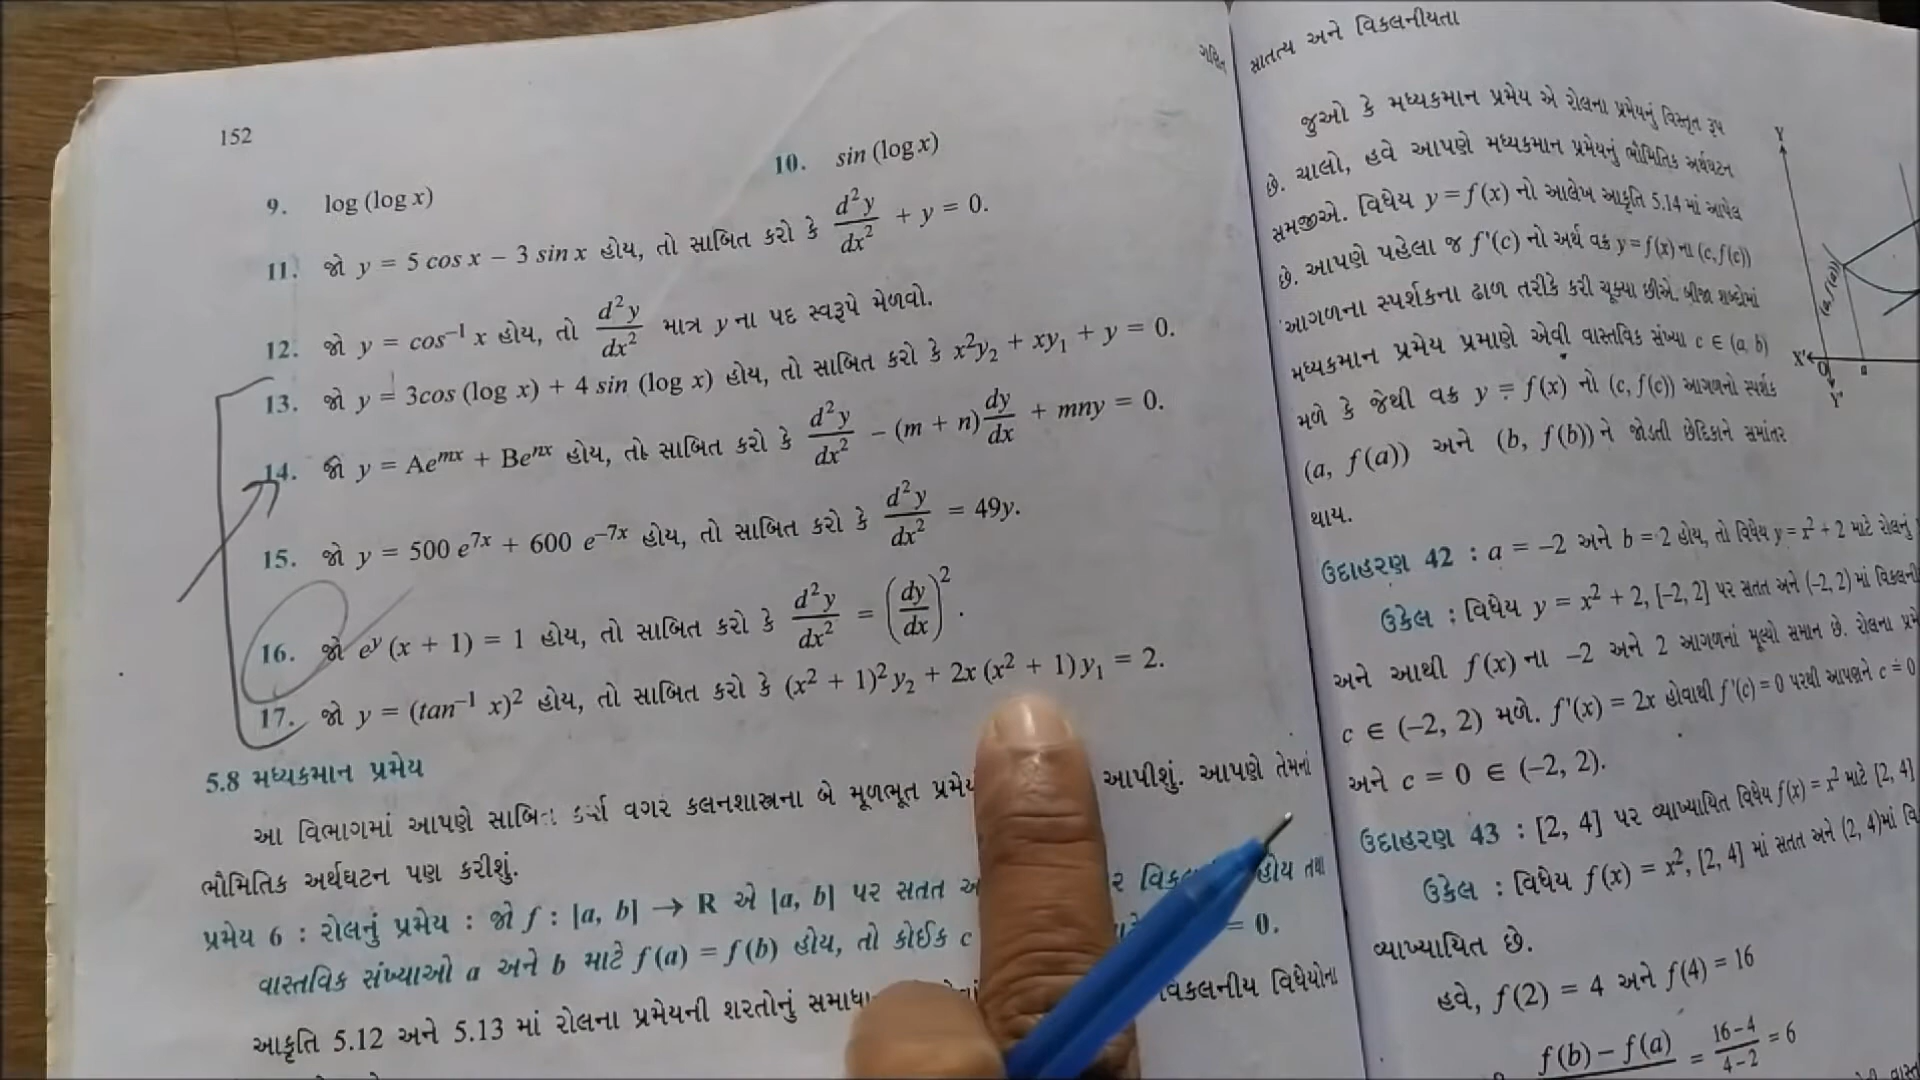 152
9. log (log x)
10. sin (log x)
11. જો y = 5 cos x − 3 sin x હોય, તો સાબિત કરો કે d²y/dx² + y = 0.
12. જો y = cos⁻¹ x હોય, તો d²y/dx² માત્ર y ના પદ સ્વરૂપે મેળવો.
13. જો y = 3cos (log x) + 4 sin (log x) હોય, તો સાબિત કરો કે x²y₂ + xy₁ + y = 0.
14. જો y = Ae^mx + Be^nx હોય, તો સાબિત કરો કે d²y/dx² − (m + n) dy/dx + mny = 0.
15. જો y = 500 e^7x + 600 e^−7x હોય, તો સાબિત કરો કે d²y/dx² = 49y.
16. જો e^y (x + 1) = 1 હોય, તો સાબિત કરો કે d²y/dx² = (dy/dx)².
17. જો y = (tan⁻¹ x)² હોય, તો સાબિત કરો કે (x² + 1)² y₂ + 2x (x² + 1) y₁ = 2.
5.8 મધ્યકમાન પ્રમેય
આ વિભાગમાં આપણે સાબિત કર્યા વગર કલનશાસ્ત્રના બે મૂળભૂત પ્રમેય આપીશું. આપણે તેમનાં
ભૌમિતિક અર્થઘટન પણ કરીશું.
પ્રમેય 6 : રોલનું પ્રમેય : જો f : [a, b] → R એ [a, b] પર સતત હોય તથા
વાસ્તવિક સંખ્યાઓ a અને b માટે f (a) = f (b) હોય, તો કોઈક c = 0.
આકૃતિ 5.12 અને 5.13 માં રોલના પ્રમેયની શરતોનું વિકલનીય વિધેયોના
ગણિત
સાતત્ય અને વિકલનીયતા
જુઓ કે મધ્યકમાન પ્રમેય એ રોલના પ્રમેયનું વિસ્તૃત રૂપ
છે. ચાલો, હવે આપણે મધ્યકમાન પ્રમેયનું ભૌમિતિક અર્થઘટન
સમજીએ. વિધેય y = f (x) નો આલેખ આકૃતિ 5.14 માં આપેલ
છે. આપણે પહેલા જ f'(c) નો અર્થ વક્ર y = f (x) ના (c, f (c))
આગળના સ્પર્શકના ઢાળ તરીકે કરી ચૂક્યા છીએ. બીજા શબ્દોમાં
મધ્યકમાન પ્રમેય પ્રમાણે એવી વાસ્તવિક સંખ્યા c ∈ (a, b)
મળે કે જેથી વક્ર y = f (x) નો (c, f (c)) આગળનો સ્પર્શક
(a, f (a)) અને (b, f (b)) ને જોડતી છેદિકાને સમાંતર
થાય.
Y
(a, f(a))
X' O a
Y'
ઉદાહરણ 42 : a = −2 અને b = 2 હોય, તો વિધેય y = x² + 2 માટે રોલનું
ઉકેલ : વિધેય y = x² + 2, [−2, 2] પર સતત અને (−2, 2) માં
અને આથી f (x) ના −2 અને 2 આગળનાં મૂલ્યો સમાન છે. રોલના
c ∈ (−2, 2) મળે. f'(x) = 2x હોવાથી f'(c) = 0 પરથી આપણને c = 0
અને c = 0 ∈ (−2, 2).
ઉદાહરણ 43 : [2, 4] પર વ્યાખ્યાયિત વિધેય f (x) = x² માટે [2, 4]
ઉકેલ : વિધેય f (x) = x², [2, 4] માં સતત અને (2, 4)માં
વ્યાખ્યાયિત છે.
હવે, f (2) = 4 અને f (4) = 16
f (b) − f (a) = 16−4/4−2 = 6